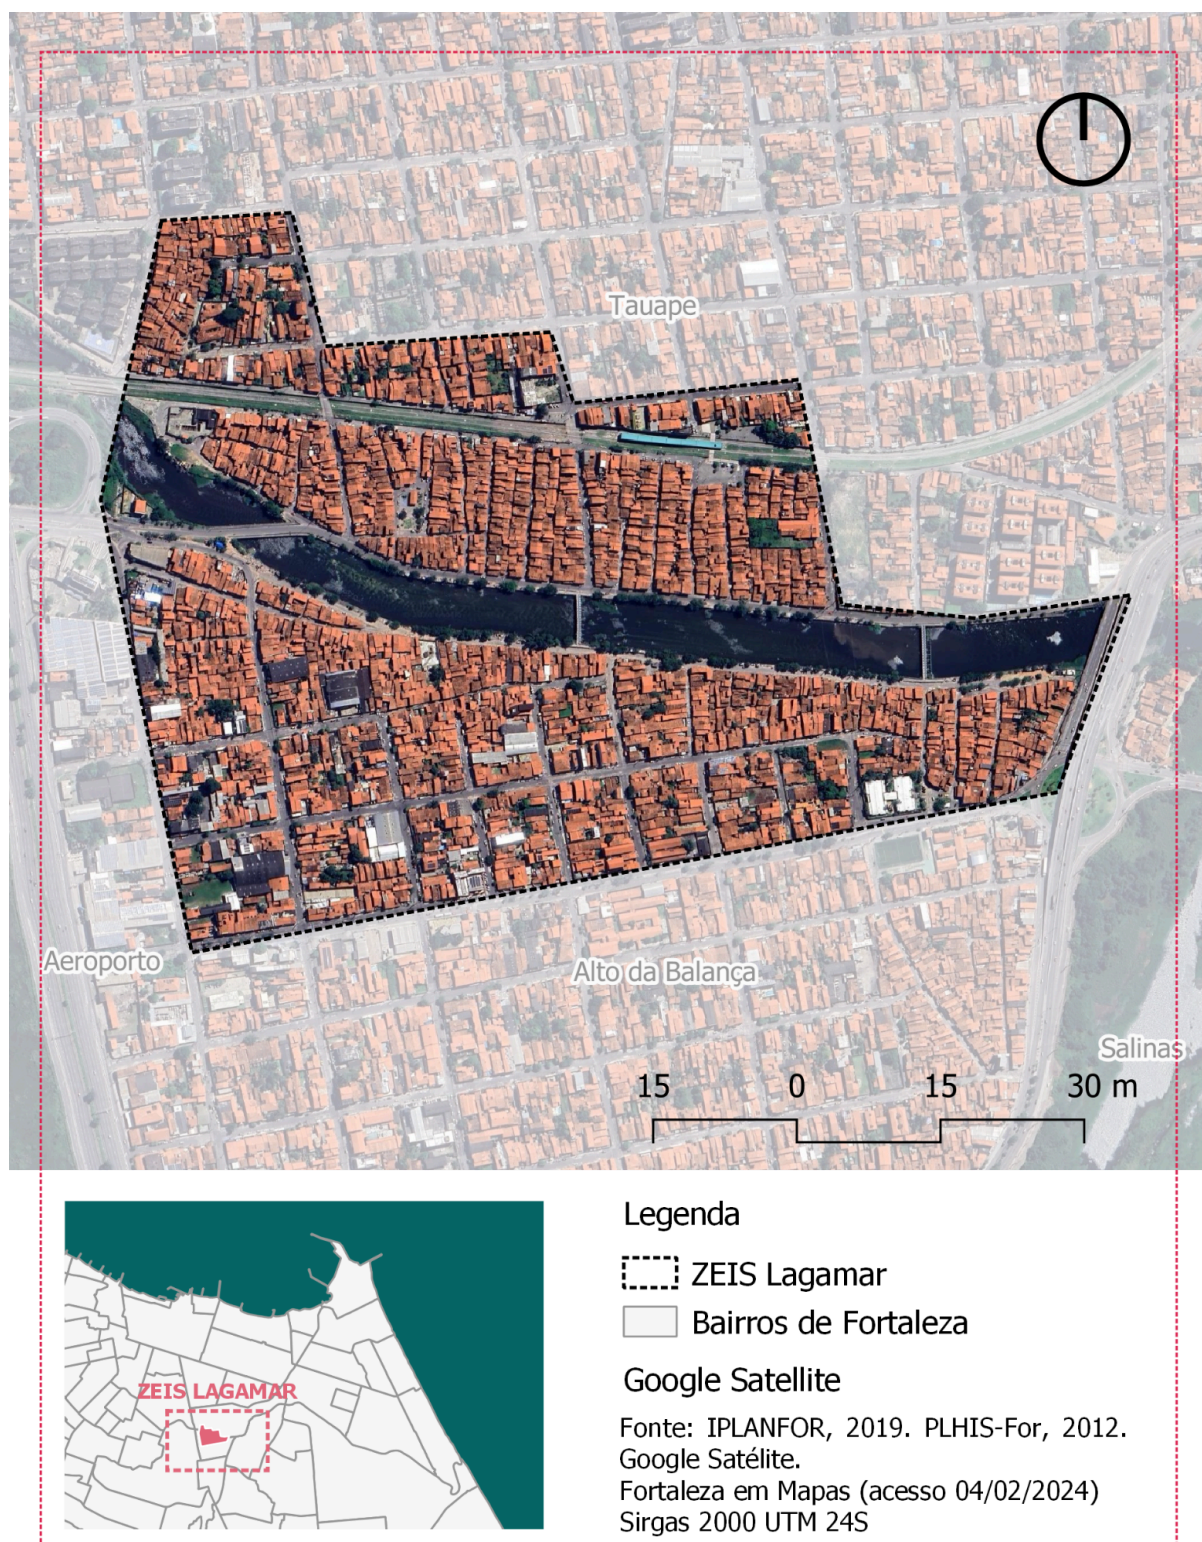 Tauape
Aeroporto
Alto da Balança
Salinas
15 0 15 30 m
ZEIS LAGAMAR
Legenda
ZEIS Lagamar
Bairros de Fortaleza
Google Satellite
Fonte: IPLANFOR, 2019. PLHIS-For, 2012.
Google Satélite.
Fortaleza em Mapas (acesso 04/02/2024)
Sirgas 2000 UTM 24S